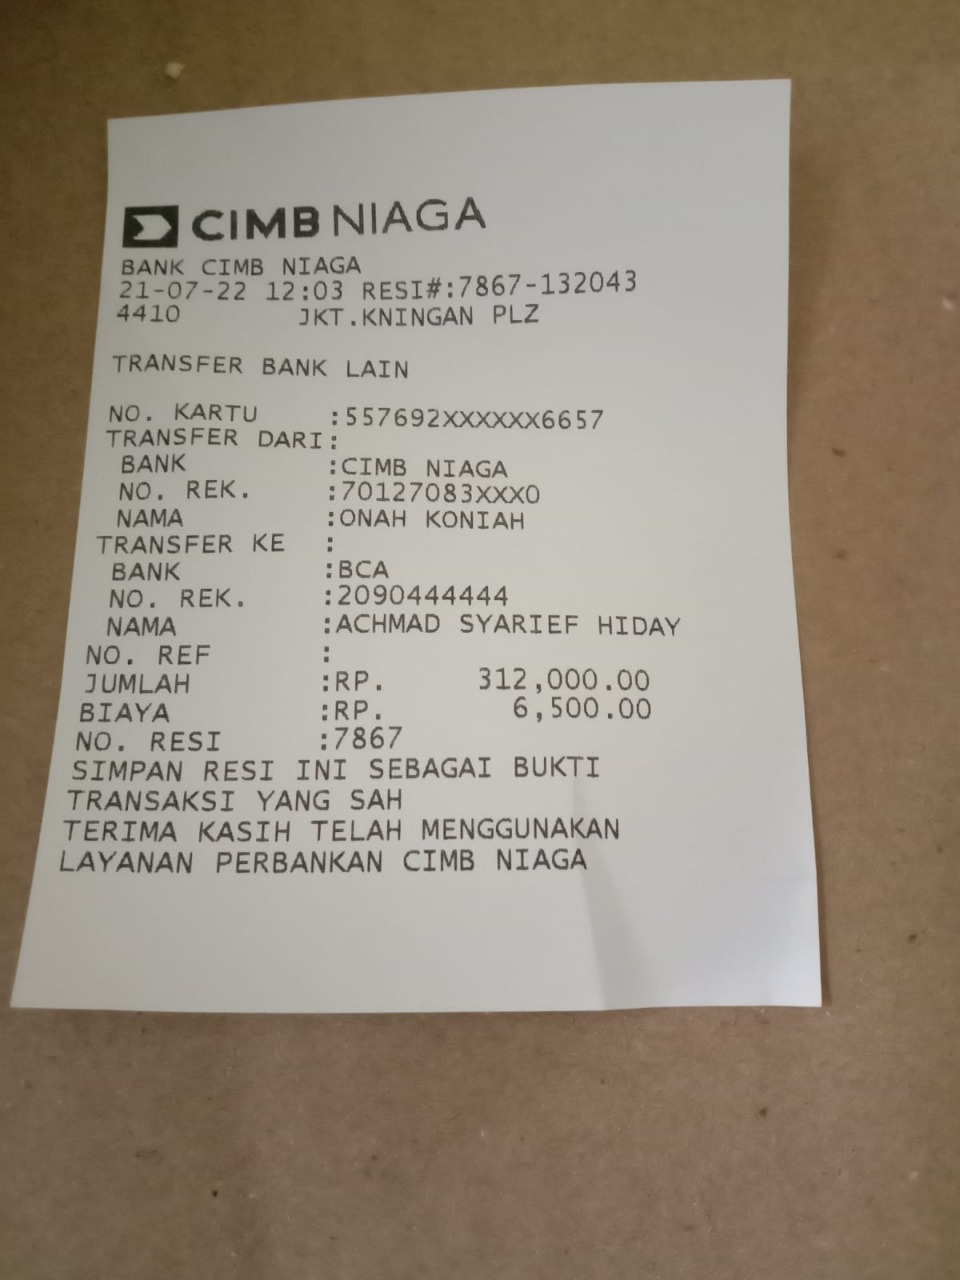 CIMB NIAGA
BANK CIMB NIAGA
21-07-22 12:03 RESI#:7867-132043
4410 JKT.KNINGAN PLZ
TRANSFER BANK LAIN
NO. KARTU :557692XXXXXX6657
TRANSFER DARI:
BANK :CIMB NIAGA
NO. REK. :70127083XXX0
NAMA :ONAH KONIAH
TRANSFER KE :
BANK :BCA
NO. REK. :2090444444
NAMA :ACHMAD SYARIEF HIDAY
NO. REF :
JUMLAH :RP. 312,000.00
BIAYA :RP. 6,500.00
NO. RESI :7867
SIMPAN RESI INI SEBAGAI BUKTI
TRANSAKSI YANG SAH
TERIMA KASIH TELAH MENGGUNAKAN
LAYANAN PERBANKAN CIMB NIAGA